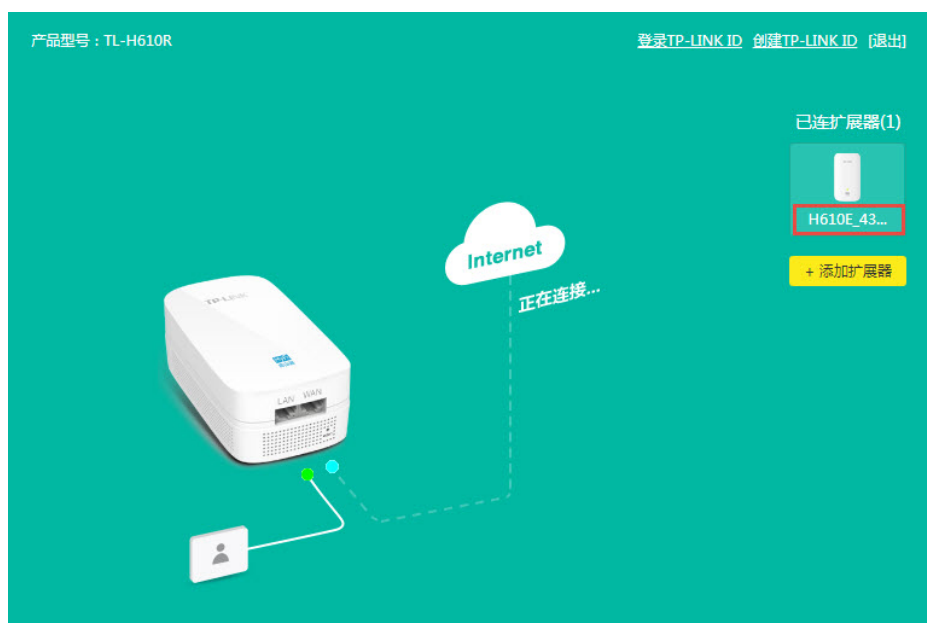 产品型号：TL-H610R
登录TP-LINK ID 创建TP-LINK ID [退出]
已连扩展器(1)
H610E_43...
+ 添加扩展器
Internet
正在连接...
TP-LINK
LAN WAN